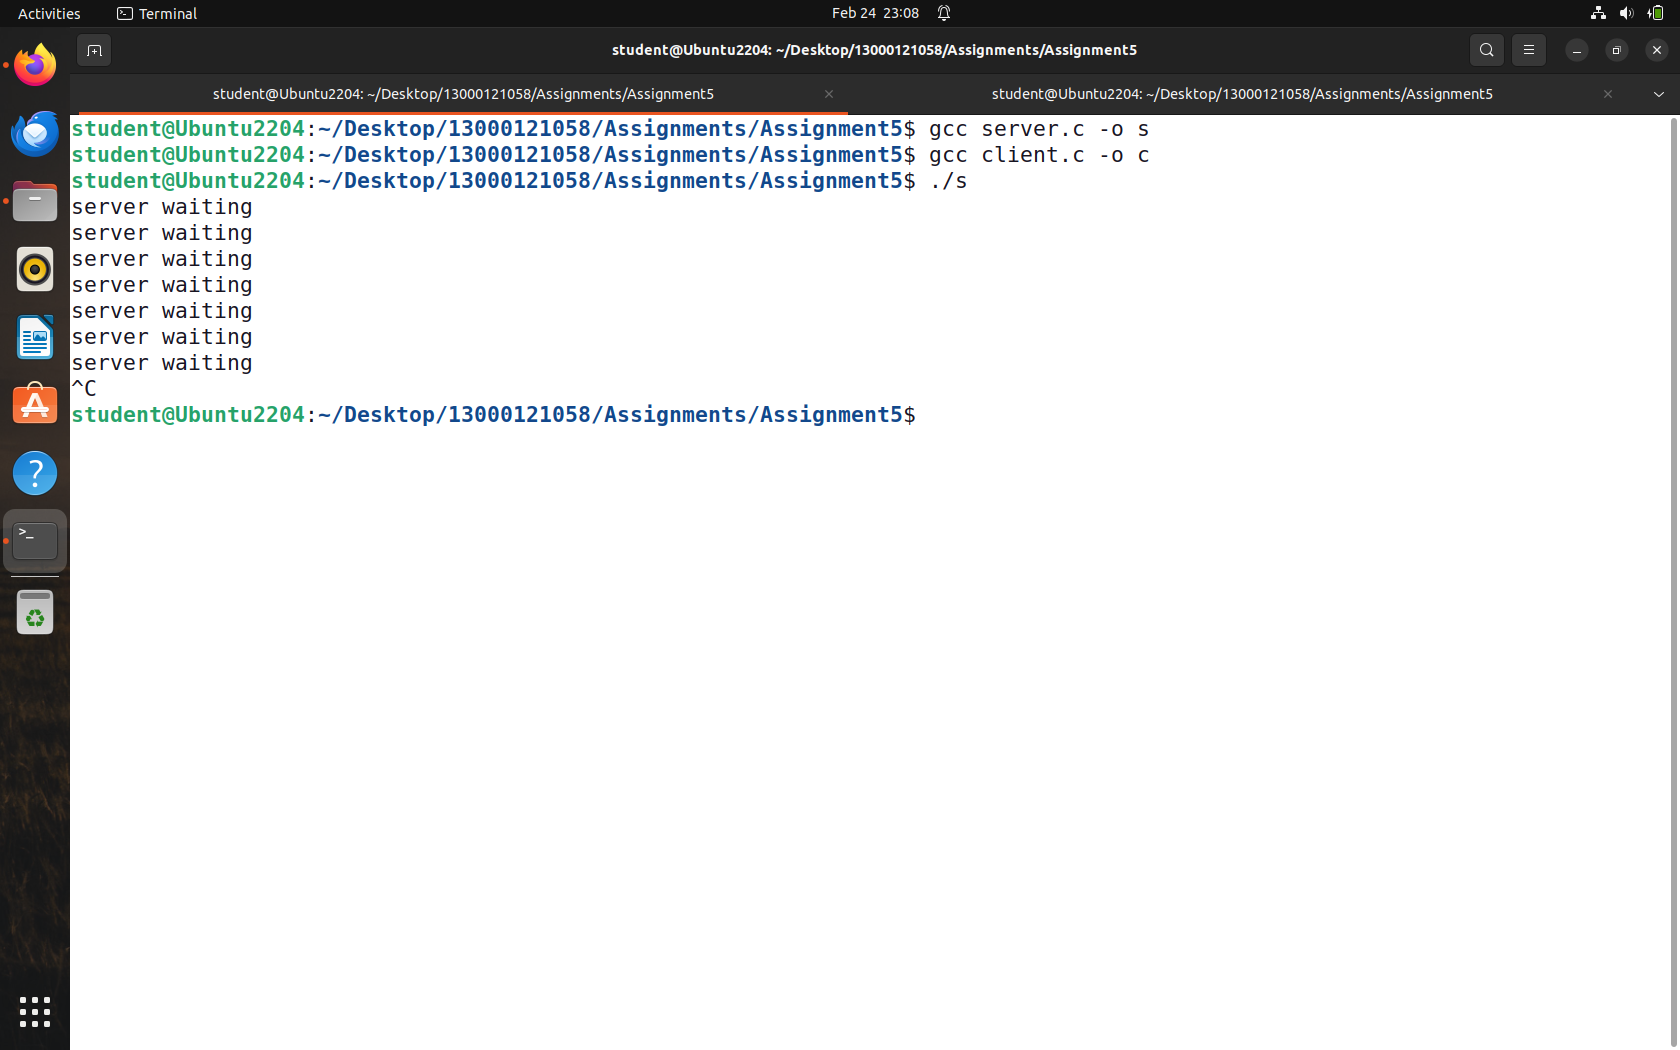 Activities
Terminal
Feb 24 23:08
student@Ubuntu2204: ~/Desktop/13000121058/Assignments/Assignment5
student@Ubuntu2204: ~/Desktop/13000121058/Assignments/Assignment5
student@Ubuntu2204: ~/Desktop/13000121058/Assignments/Assignment5
student@Ubuntu2204:~/Desktop/13000121058/Assignments/Assignment5$ gcc server.c -o s
student@Ubuntu2204:~/Desktop/13000121058/Assignments/Assignment5$ gcc client.c -o c
student@Ubuntu2204:~/Desktop/13000121058/Assignments/Assignment5$ ./s
server waiting
server waiting
server waiting
server waiting
server waiting
server waiting
server waiting
^C
student@Ubuntu2204:~/Desktop/13000121058/Assignments/Assignment5$